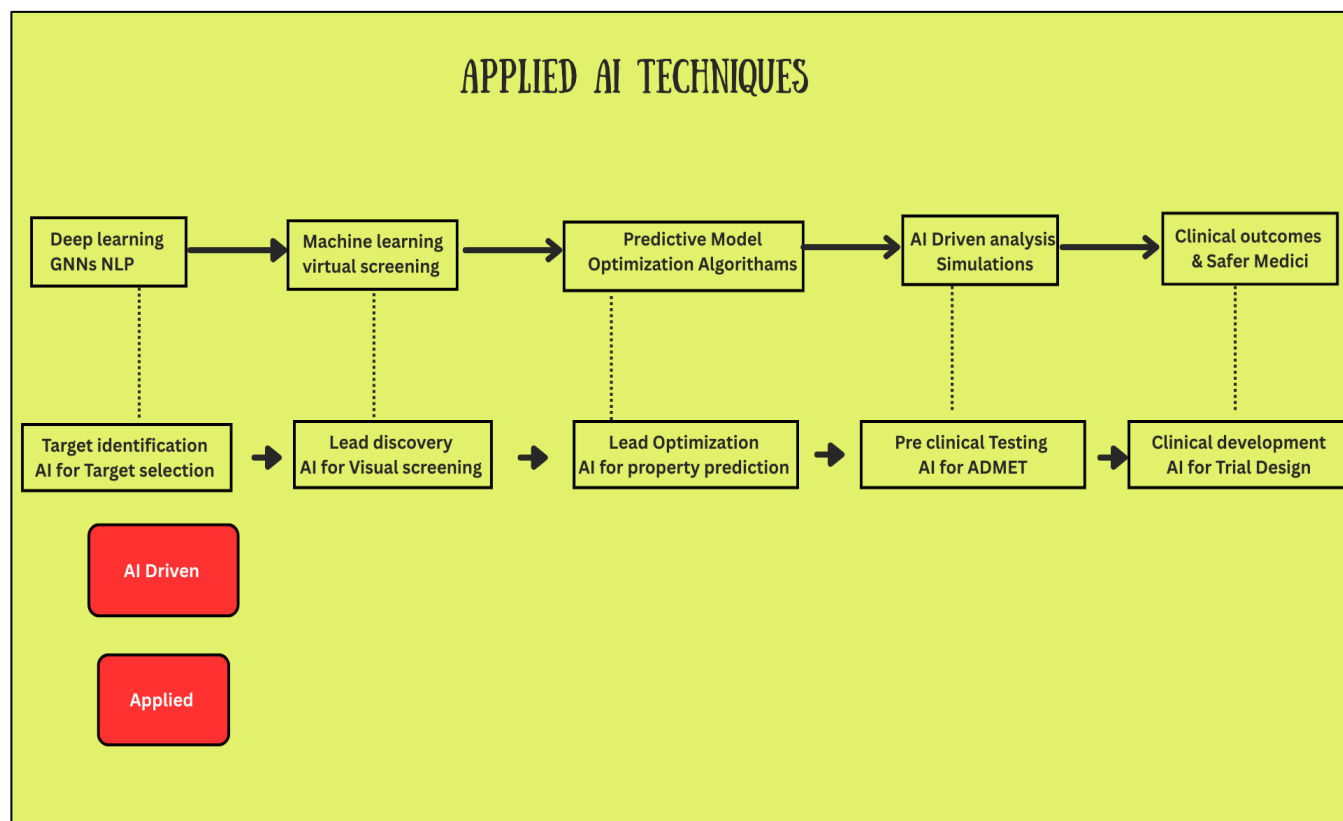 APPLIED AI TECHNIQUES
Deep learning
GNNs NLP
Machine learning
virtual screening
Predictive Model
Optimization Algorithams
AI Driven analysis
Simulations
Clinical outcomes
& Safer Medici
Target identification
AI for Target selection
Lead discovery
AI for Visual screening
Lead Optimization
AI for property prediction
Pre clinical Testing
AI for ADMET
Clinical development
AI for Trial Design
AI Driven
Applied